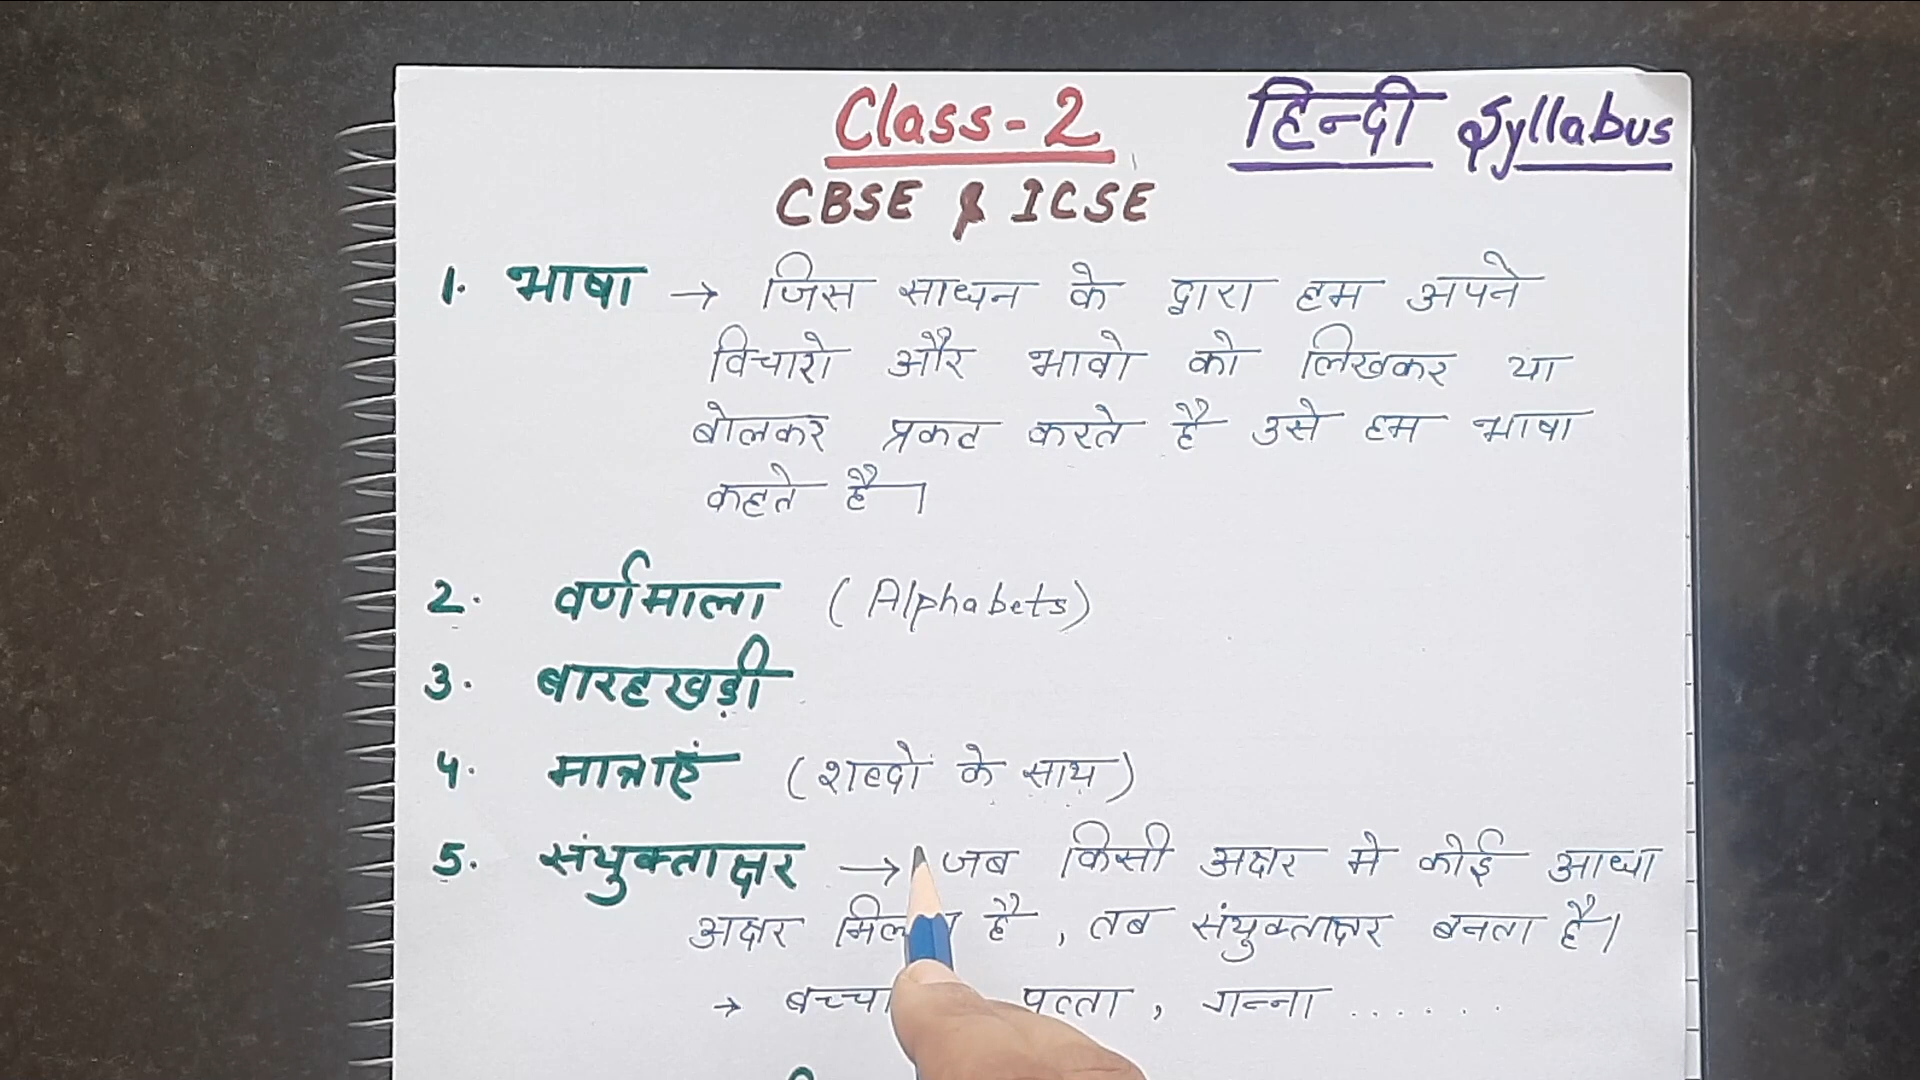 Class-2 हिन्दी Syllabus
CBSE & ICSE
1. भाषा → जिस साधन के द्वारा हम अपने
विचारो और भावो को लिखकर या
बोलकर प्रकट करते है उसे हम भाषा
कहते है।
2. वर्णमाला (Alphabets)
3. बारहखड़ी
4. मात्राएं (शब्दों के साथ)
5. संयुक्ताक्षर → जब किसी अक्षर मे कोई आधा
अक्षर है, तब संयुक्ताक्षर बनता है।
→ बच्चा पत्ता, गन्ना ......